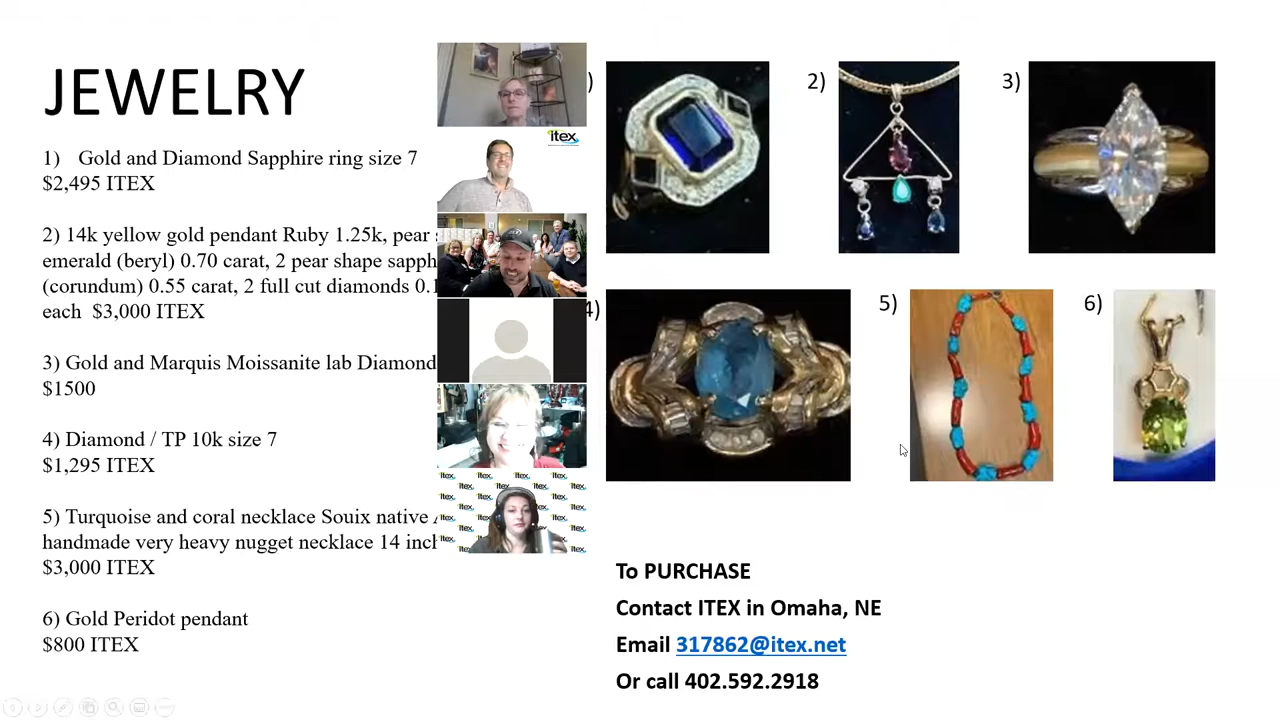 JEWELRY
1) Gold and Diamond Sapphire ring size 7
$2,495 ITEX
2) 14k yellow gold pendant Ruby 1.25k, pear
emerald (beryl) 0.70 carat, 2 pear shape
(corundum) 0.55 carat, 2 full cut diamonds
each $3,000 ITEX
3) Gold and Marquis Moissanite lab Diamond
$1500
4) Diamond / TP 10k size 7
$1,295 ITEX
5) Turquoise and coral necklace Souix native
handmade very heavy nugget necklace 14
$3,000 ITEX
6) Gold Peridot pendant
$800 ITEX
itex
)
2)
3)
4)
5)
6)
itex itex itex itex
To PURCHASE
Contact ITEX in Omaha, NE
Email 317862@itex.net
Or call 402.592.2918